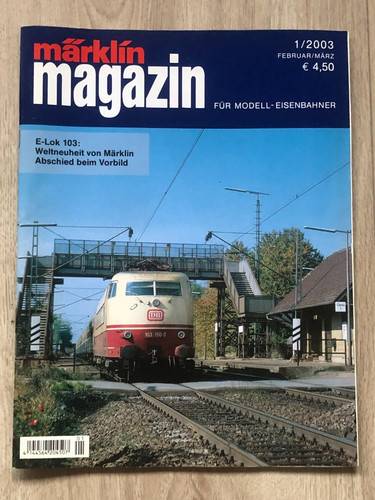 märklin
magazin
1/2003
FEBRUAR/MÄRZ
€ 4,50
FÜR MODELL-EISENBAHNER
E-Lok 103:
Weltneuheit von Märklin
Abschied beim Vorbild
DB
01